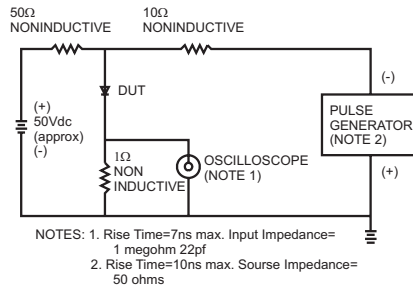 50Ω
NONINDUCTIVE
10Ω
NONINDUCTIVE
DUT
(+)
50Vdc
(approx)
(-)
1Ω
NON
INDUCTIVE
OSCILLOSCOPE
(NOTE 1)
(-)
PULSE
GENERATOR
(NOTE 2)
(+)
NOTES: 1. Rise Time=7ns max. Input Impedance=
1 megohm 22pf
2. Rise Time=10ns max. Sourse Impedance=
50 ohms